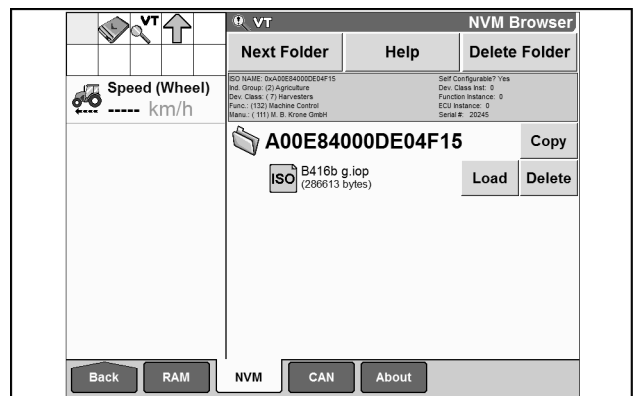 VT
VT NVM Browser
Next Folder Help Delete Folder
ISO NAME: 0xA00E84000DE04F15 Self Configurable? Yes
Ind. Group: (2) Agriculture Dev. Class Inst: 0
Dev. Class: ( 7) Harvesters Function Instance: 0
Func.: (132) Machine Control ECU Instance: 0
Manu.: ( 111) M. B. Krone GmbH Serial #: 20245
Speed (Wheel)
----- km/h
A00E84000DE04F15 Copy
ISO B416b g.iop
(286613 bytes)
Load Delete
Back RAM NVM CAN About